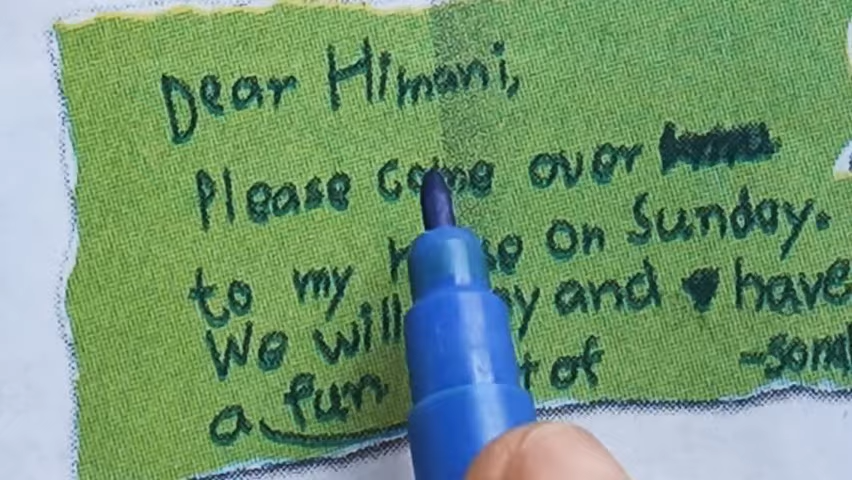 Dear Himani,
Please come over
to my on Sunday.
We will and have
a fun of